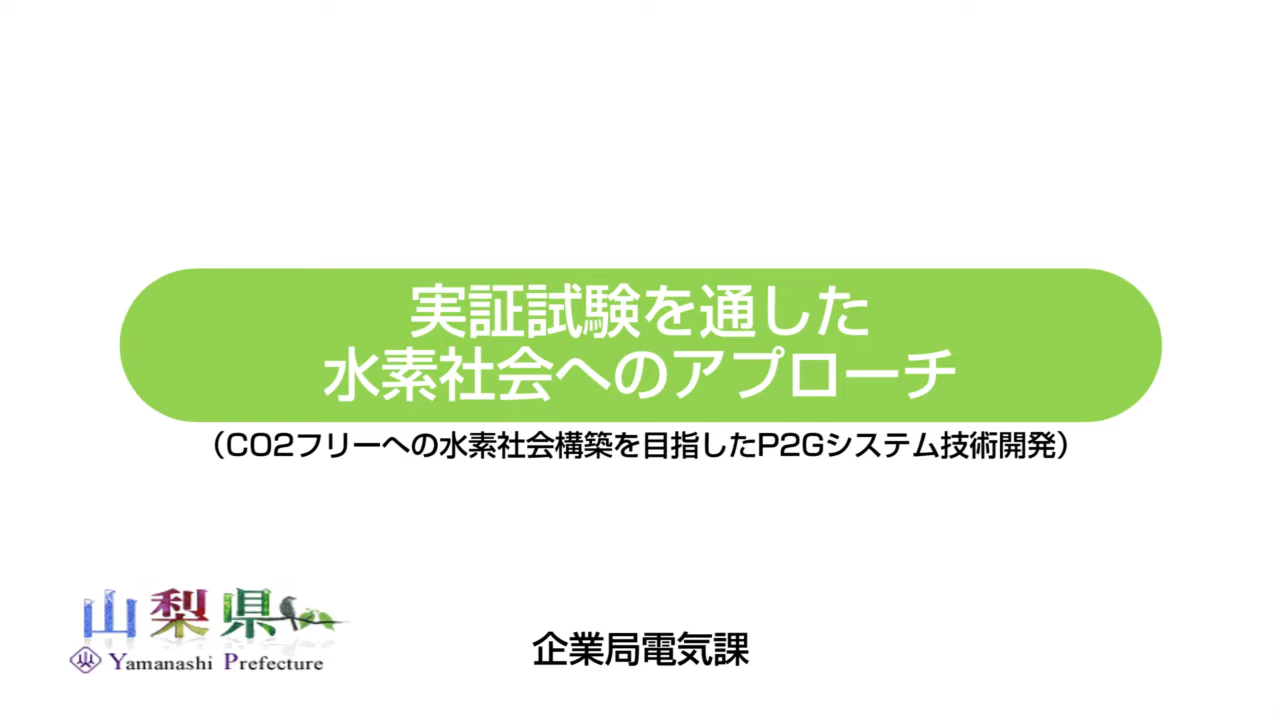 実証試験を通した
水素社会へのアプローチ
（CO2フリーへの水素社会構築を目指したP2Gシステム技術開発）
山梨県
Yamanashi Prefecture
企業局電気課